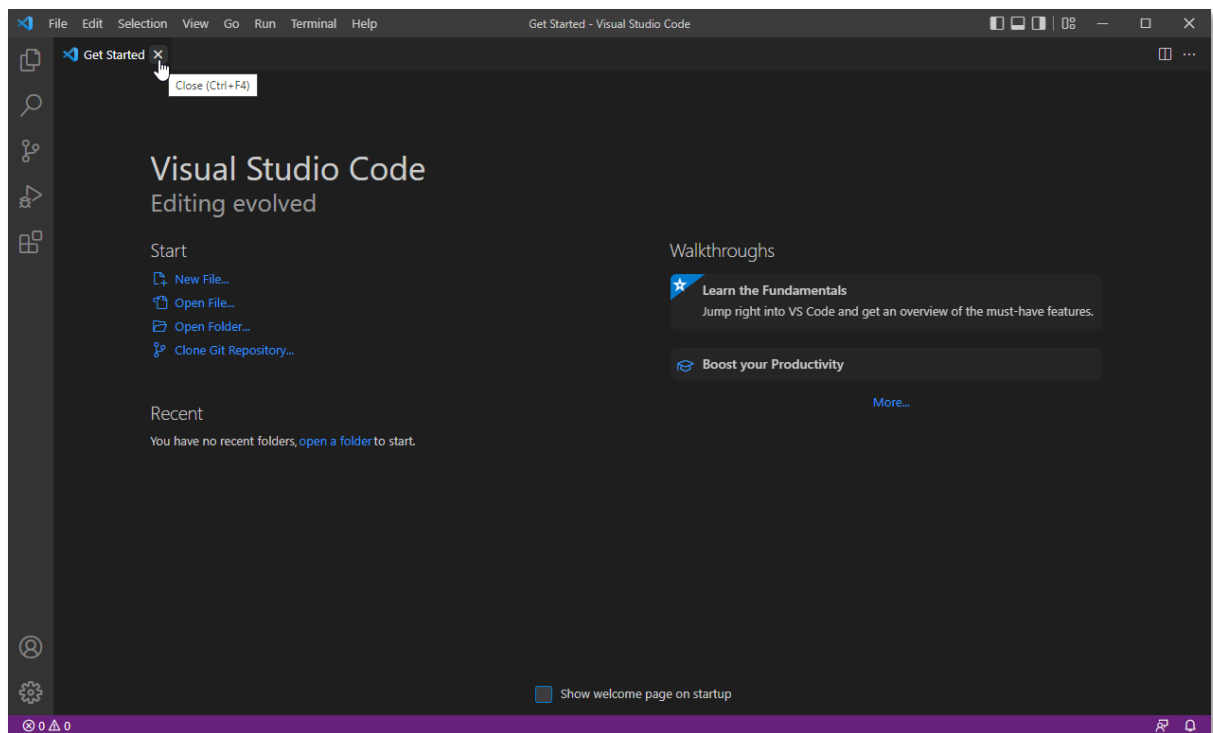 File Edit Selection View Go Run Terminal Help Get Started - Visual Studio Code
Get Started
Close (Ctrl+F4)
Visual Studio Code
Editing evolved
Start
New File...
Open File...
Open Folder...
Clone Git Repository...
Recent
You have no recent folders, open a folder to start.
Walkthroughs
Learn the Fundamentals
Jump right into VS Code and get an overview of the must-have features.
Boost your Productivity
More...
Show welcome page on startup
0 0